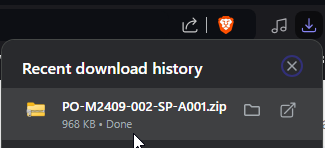 Recent download history
PO-M2409-002-SP-A001.zip
968 KB • Done